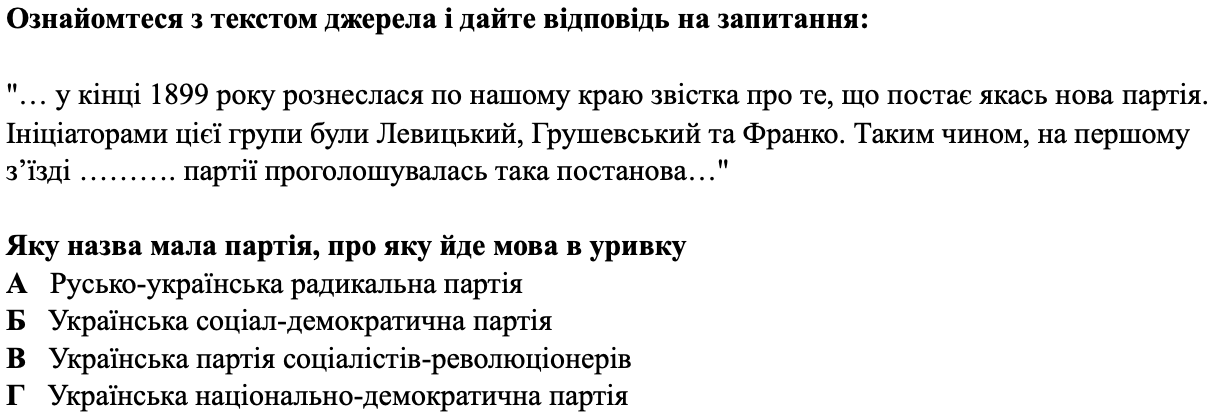 Ознайомтеся з текстом джерела і дайте відповідь на запитання:
"… у кінці 1899 року рознеслася по нашому краю звістка про те, що постає якась нова партія.
Ініціаторами цієї групи були Левицький, Грушевський та Франко. Таким чином, на першому
з’їзді ………. партії проголошувалась така постанова…"
Яку назва мала партія, про яку йде мова в уривку
А Русько-українська радикальна партія
Б Українська соціал-демократична партія
В Українська партія соціалістів-революціонерів
Г Українська національно-демократична партія